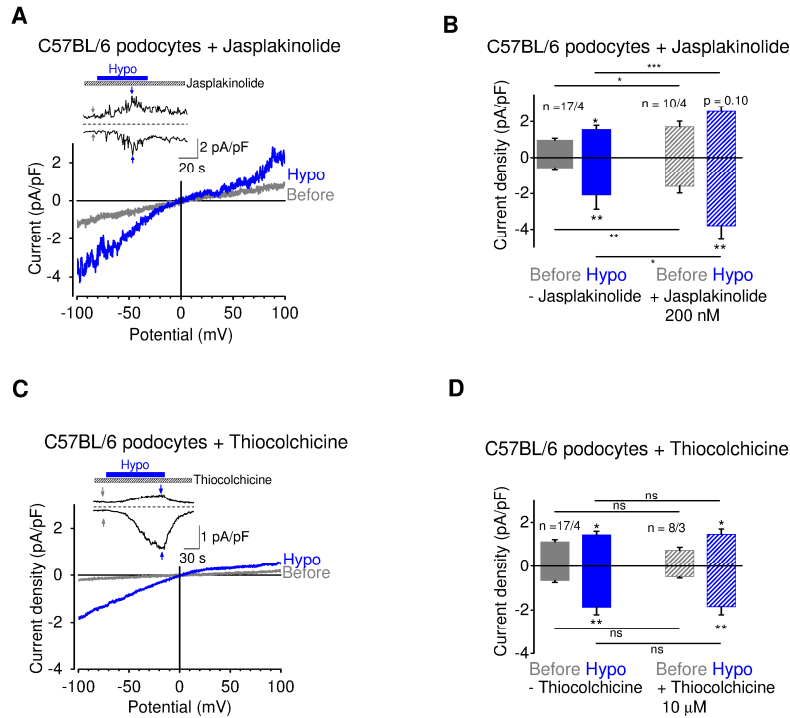 A
C57BL/6 podocytes + Jasplakinolide
Hypo
Jasplakinolide
2 pA/pF
20 s
Current (pA/pF)
2
0
-2
-4
Hypo
Before
-100
-50
0
50
100
Potential (mV)
B
C57BL/6 podocytes + Jasplakinolide
***
*
n =17/4
n = 10/4
p = 0.10
*
Current density (pA/pF)
2
0
-2
-4
**
**
**
*
Before Hypo
Before Hypo
- Jasplakinolide
+ Jasplakinolide
200 nM
C
C57BL/6 podocytes + Thiocolchicine
Hypo
Thiocolchicine
1 pA/pF
30 s
Current density (pA/pF)
2
0
-2
-4
Hypo
Before
-100
-50
0
50
100
Potential (mV)
D
C57BL/6 podocytes + Thiocolchicine
ns
ns
n =17/4
*
n = 8/3
*
Current density (pA/pF)
2
0
-2
-4
**
**
ns
ns
Before Hypo
Before Hypo
- Thiocolchicine
+ Thiocolchicine
10 µM